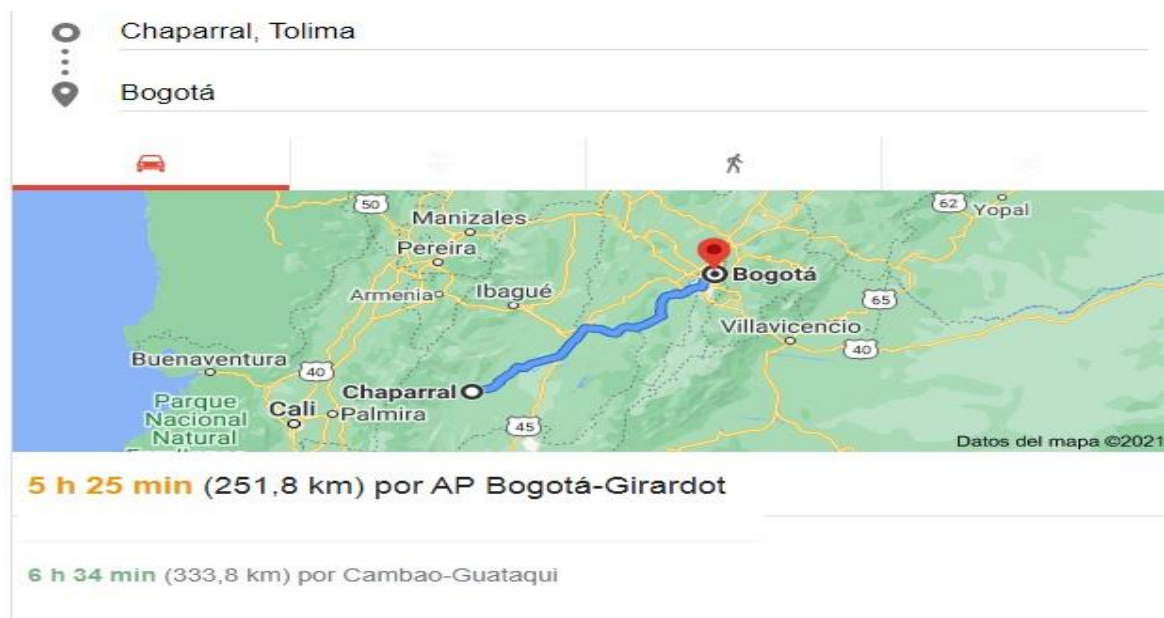 Chaparral, Tolima
Bogotá
50
Manizales
Pereira
Armenia
Ibagué
Bogotá
62
Yopal
65
Villavicencio
40
Buenaventura
40
Chaparral
Parque
Nacional
Natural
Cali
Palmira
45
Datos del mapa ©2021
5 h 25 min (251,8 km) por AP Bogotá-Girardot
6 h 34 min (333,8 km) por Cambao-Guataqui